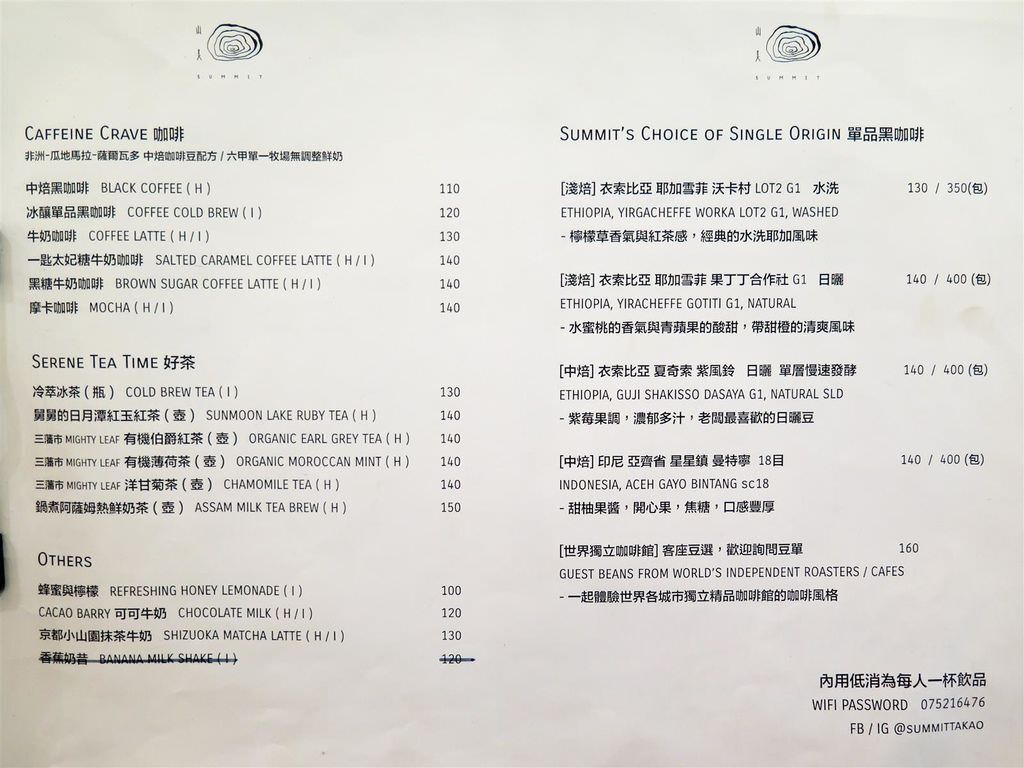 山
人
SUMMIT
CAFFEINE CRAVE 咖啡
非洲-瓜地馬拉-薩爾瓦多 中焙咖啡豆配方 / 六甲單一牧場無調整鮮奶
中焙黑咖啡 BLACK COFFEE ( H ) 110
冰釀單品黑咖啡 COFFEE COLD BREW ( I ) 120
牛奶咖啡 COFFEE LATTE ( H / I ) 130
一匙太妃糖牛奶咖啡 SALTED CARAMEL COFFEE LATTE ( H / I ) 140
黑糖牛奶咖啡 BROWN SUGAR COFFEE LATTE ( H / I ) 140
摩卡咖啡 MOCHA ( H / I ) 140
SERENE TEA TIME 好茶
冷萃冰茶 ( 瓶 ) COLD BREW TEA ( I ) 130
舅舅的日月潭紅玉紅茶 ( 壺 ) SUNMOON LAKE RUBY TEA ( H ) 140
三藩市 MIGHTY LEAF 有機伯爵紅茶 ( 壺 ) ORGANIC EARL GREY TEA ( H ) 140
三藩市 MIGHTY LEAF 有機薄荷茶 ( 壺 ) ORGANIC MOROCCAN MINT ( H ) 140
三藩市 MIGHTY LEAF 洋甘菊茶 ( 壺 ) CHAMOMILE TEA ( H ) 140
鍋煮阿薩姆熱鮮奶茶 ( 壺 ) ASSAM MILK TEA BREW ( H ) 150
OTHERS
蜂蜜與檸檬 REFRESHING HONEY LEMONADE ( I ) 100
CACAO BARRY 可可牛奶 CHOCOLATE MILK ( H / I ) 120
京都小山園抹茶牛奶 SHIZUOKA MATCHA LATTE ( H / I ) 130
香蕉奶昔 BANANA MILK SHAKE ( I ) 120
山
人
SUMMIT
SUMMIT'S CHOICE OF SINGLE ORIGIN 單品黑咖啡
[淺焙] 衣索比亞 耶加雪菲 沃卡村 LOT2 G1 水洗 130 / 350(包)
ETHIOPIA, YIRGACHEFFE WORKA LOT2 G1, WASHED
- 檸檬草香氣與紅茶感，經典的水洗耶加風味
[淺焙] 衣索比亞 耶加雪菲 果丁丁合作社 G1 日曬 140 / 400 (包)
ETHIOPIA, YIRACHEFFE GOTITI G1, NATURAL
- 水蜜桃的香氣與青蘋果的酸甜，帶甜橙的清爽風味
[中焙] 衣索比亞 夏奇索 紫風鈴 日曬 單層慢速發酵 140 / 400 (包)
ETHIOPIA, GUJI SHAKISSO DASAYA G1, NATURAL SLD
- 紫莓果調，濃郁多汁，老闆最喜歡的日曬豆
[中焙] 印尼 亞齊省 星星鎮 曼特寧 18目 140 / 400 (包)
INDONESIA, ACEH GAYO BINTANG sc18
- 甜柚果醬，開心果，焦糖，口感豐厚
[世界獨立咖啡館] 客座豆選，歡迎詢問豆單 160
GUEST BEANS FROM WORLD'S INDEPENDENT ROASTERS / CAFES
- 一起體驗世界各城市獨立精品咖啡館的咖啡風格
內用低消為每人一杯飲品
WIFI PASSWORD 075216476
FB / IG @SUMMITTAKAO